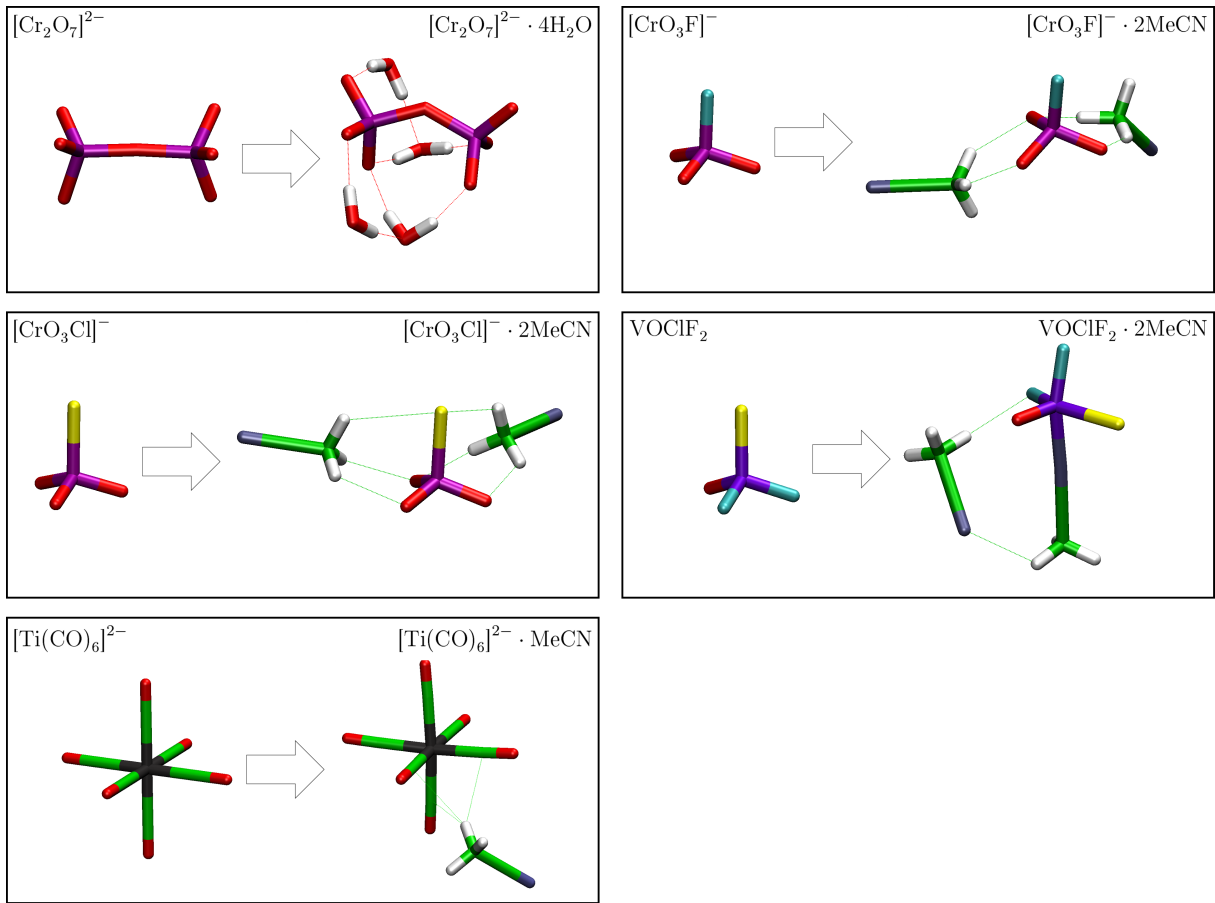 [Cr₂O₇]²⁻ [Cr₂O₇]²⁻ · 4H₂O
[CrO₃F]⁻ [CrO₃F]⁻ · 2MeCN
[CrO₃Cl]⁻ [CrO₃Cl]⁻ · 2MeCN
VOClF₂ VOClF₂ · 2MeCN
[Ti(CO)₆]²⁻ [Ti(CO)₆]²⁻ · MeCN